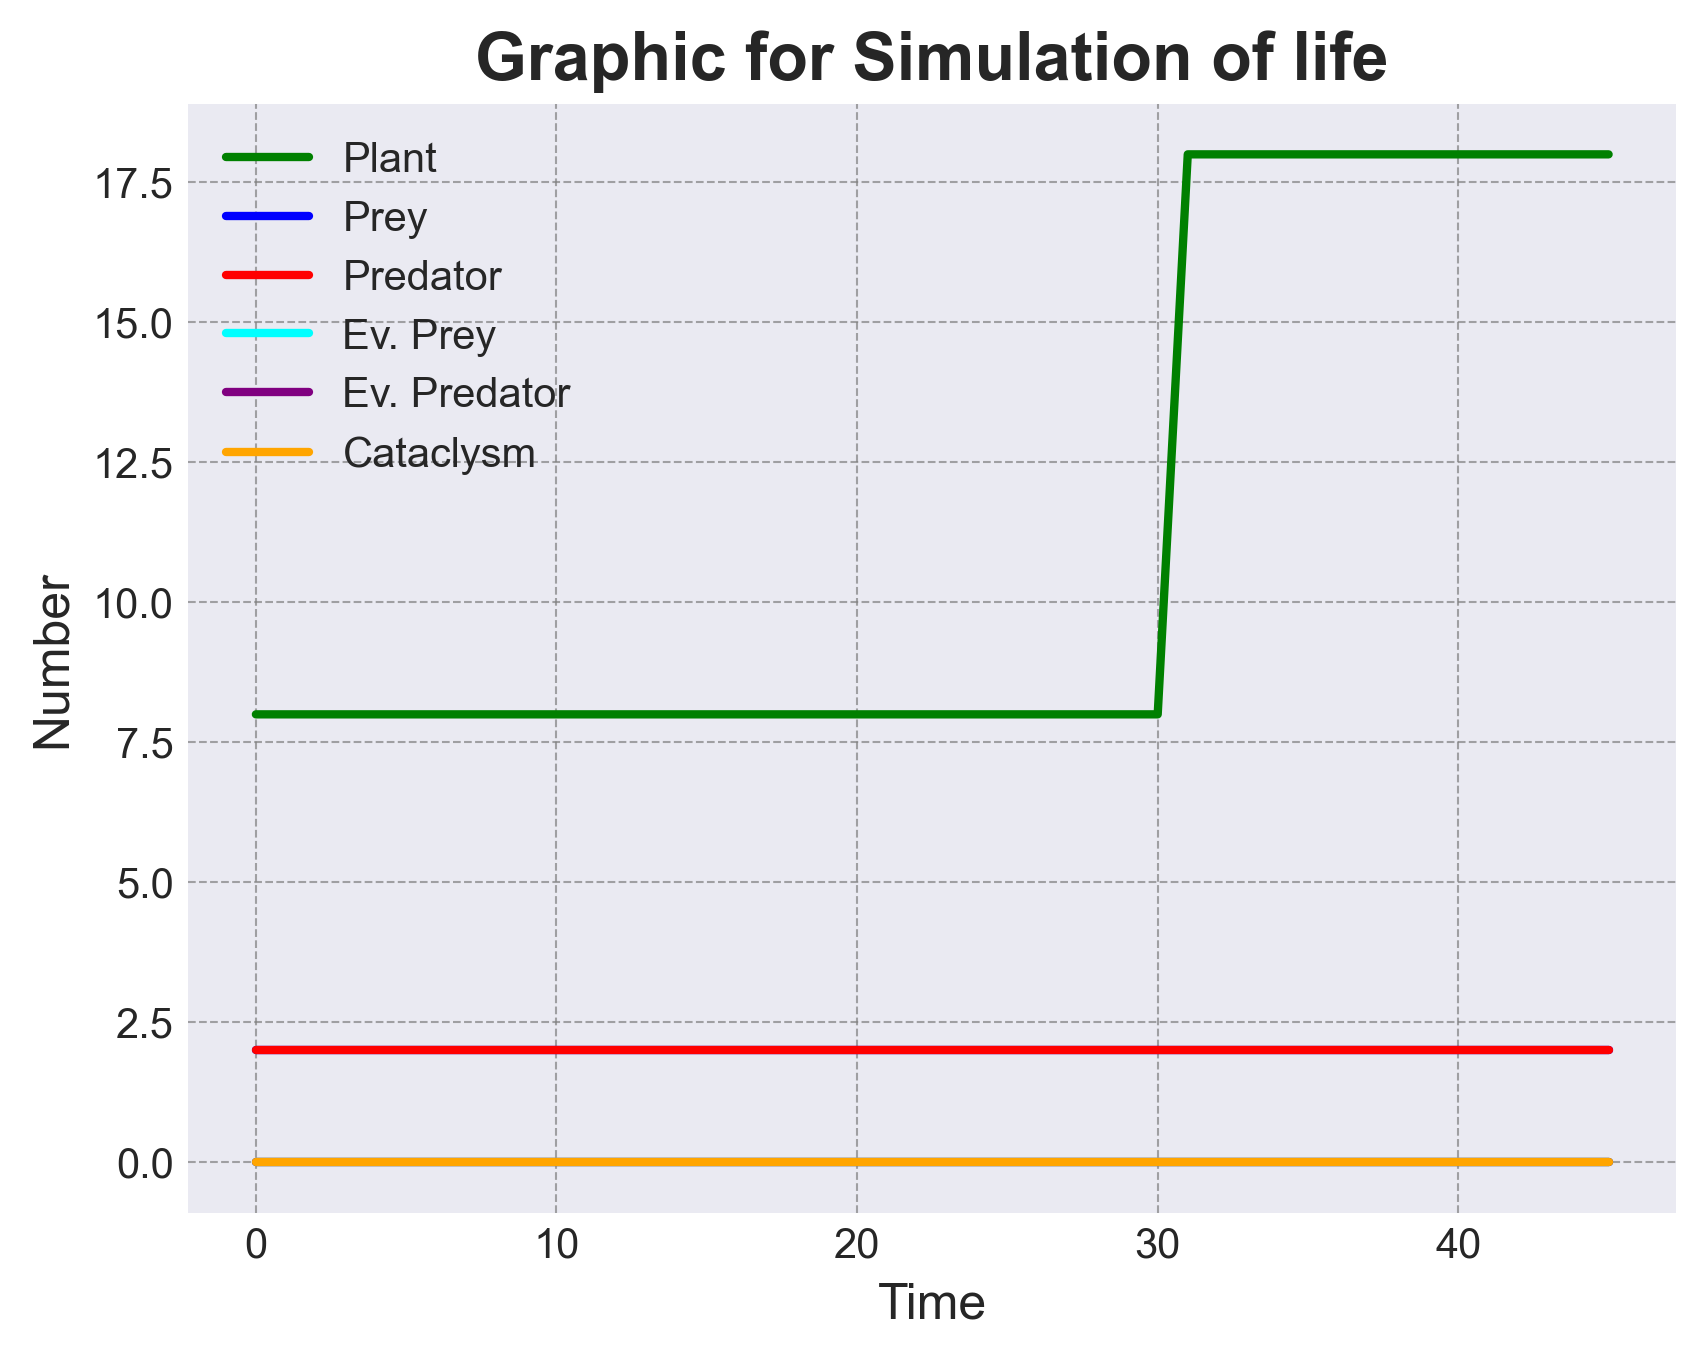 Graphic for Simulation of life
Plant
Prey
Predator
Ev. Prey
Ev. Predator
Cataclysm
17.5
15.0
12.5
10.0
7.5
5.0
2.5
0.0
Number
0 10 20 30 40
Time